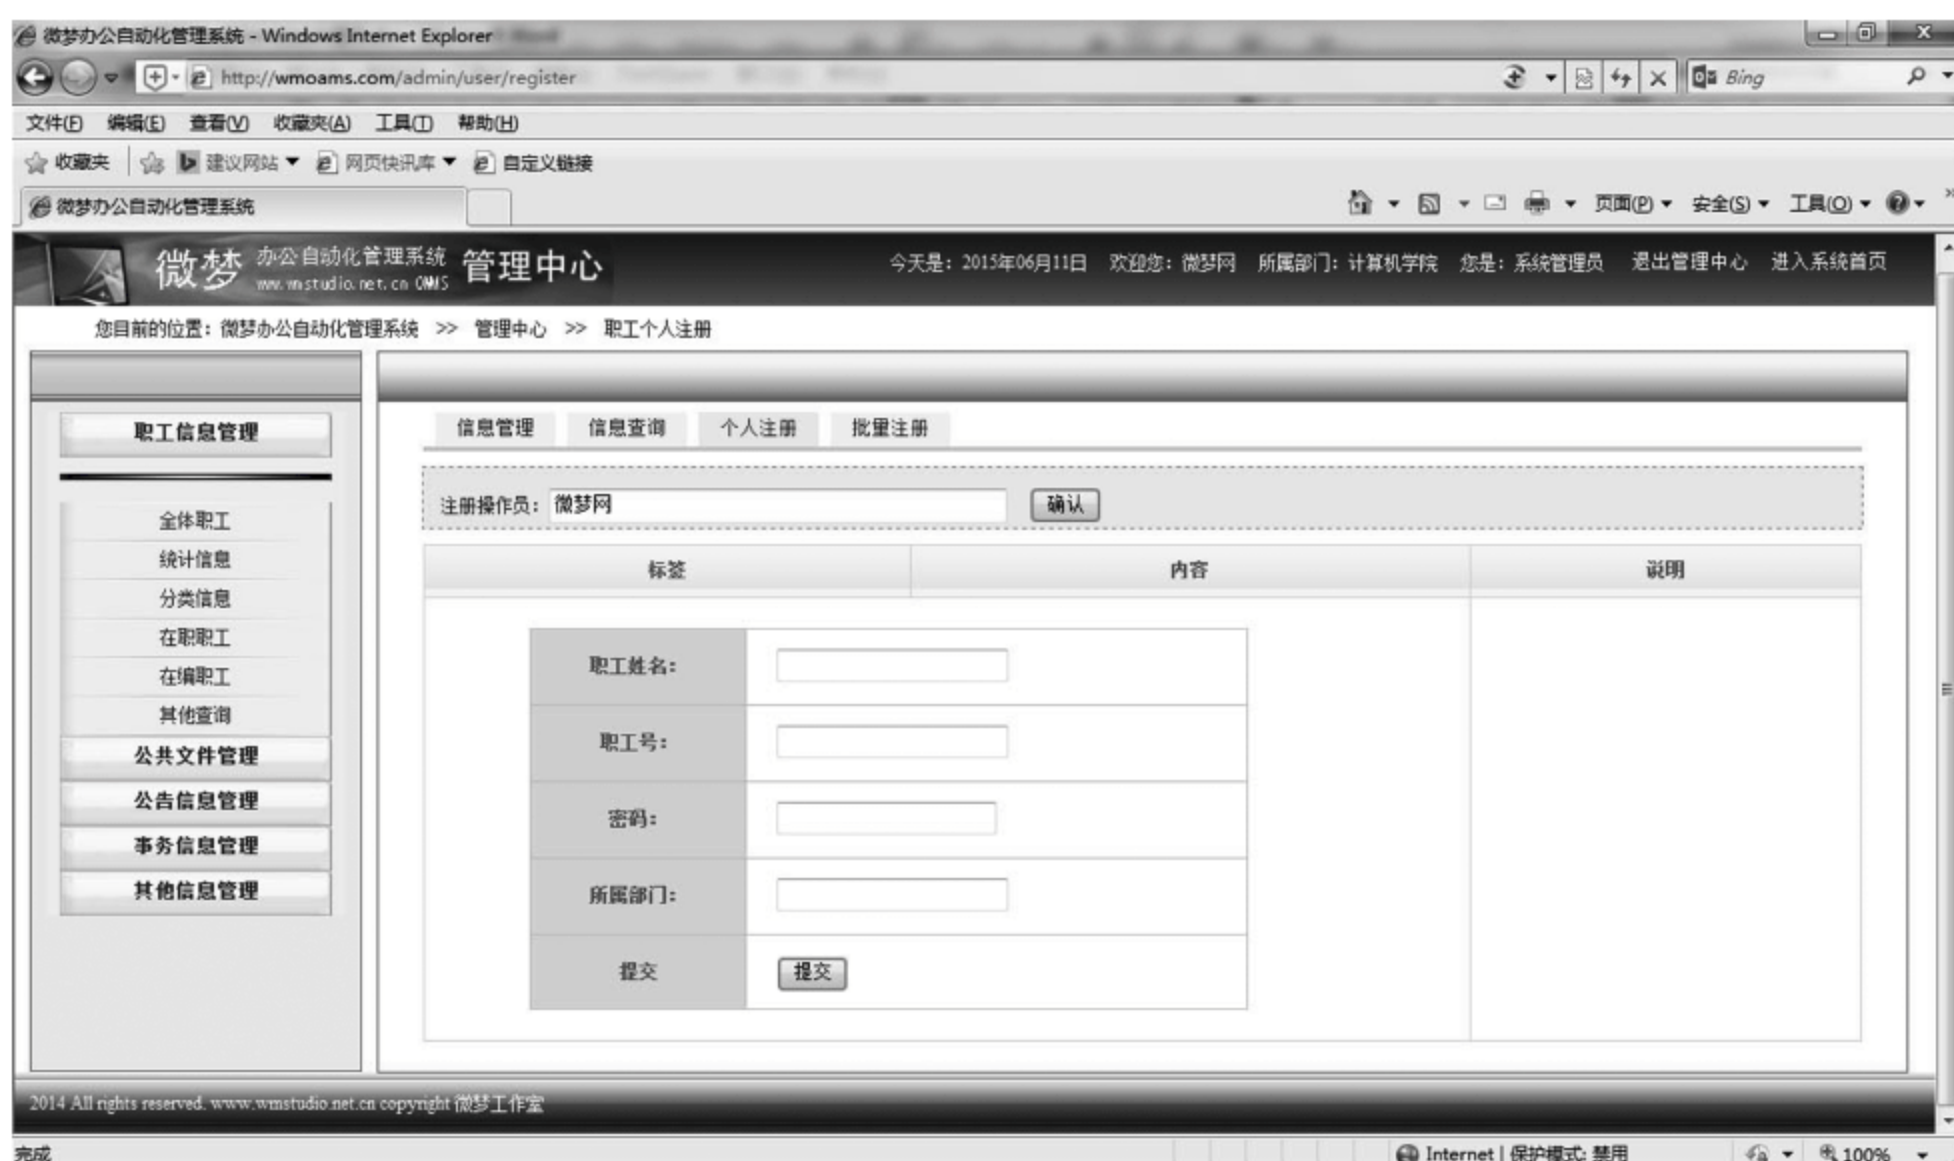 微梦办公自动化管理系统 - Windows Internet Explorer
http://wmoams.com/admin/user/register
Bing
文件(F) 编辑(E) 查看(V) 收藏夹(A) 工具(T) 帮助(H)
收藏夹 建议网站 网页快讯库 自定义链接
微梦办公自动化管理系统
页面(P) 安全(S) 工具(O)
微梦 办公自动化管理系统 管理中心
www.wmstudio.net.cn OMMS
今天是：2015年06月11日 欢迎您：微梦网 所属部门：计算机学院 您是：系统管理员 退出管理中心 进入系统首页
您目前的位置：微梦办公自动化管理系统 >> 管理中心 >> 职工个人注册
职工信息管理
全体职工
统计信息
分类信息
在职职工
在编职工
其他查询
公共文件管理
公告信息管理
事务信息管理
其他信息管理
信息管理 信息查询 个人注册 批量注册
注册操作员：微梦网 确认
标签 内容 说明
职工姓名：
职工号：
密码：
所属部门：
提交 提交
2014 All rights reserved. www.wmstudio.net.cn copyright 微梦工作室
完成
Internet | 保护模式: 禁用
100%